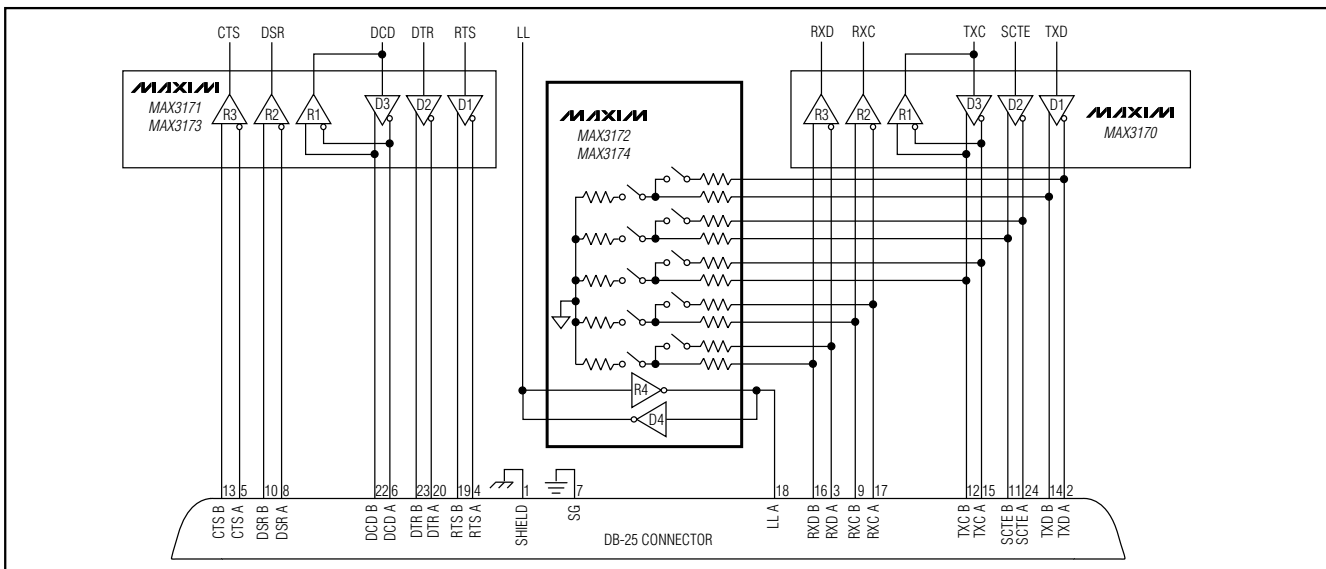 CTS DSR DCD DTR RTS LL RXD RXC TXC SCTE TXD
MAXIM
MAX3171
MAX3173
R3 R2 R1 D3 D2 D1
MAXIM
MAX3172
MAX3174
R3 R2 R1 D3 D2 D1
MAXIM
MAX3170
R4
D4
13 5 10 8 22 6 23 20 19 4 1 7 18 16 3 9 17 12 15 11 24 14 2
CTS B
CTS A
DSR B
DSR A
DCD B
DCD A
DTR B
DTR A
RTS B
RTS A
SHIELD
SG
LL A
RXD B
RXD A
RXC B
RXC A
TXC B
TXC A
SCTE B
SCTE A
TXD B
TXD A
DB-25 CONNECTOR